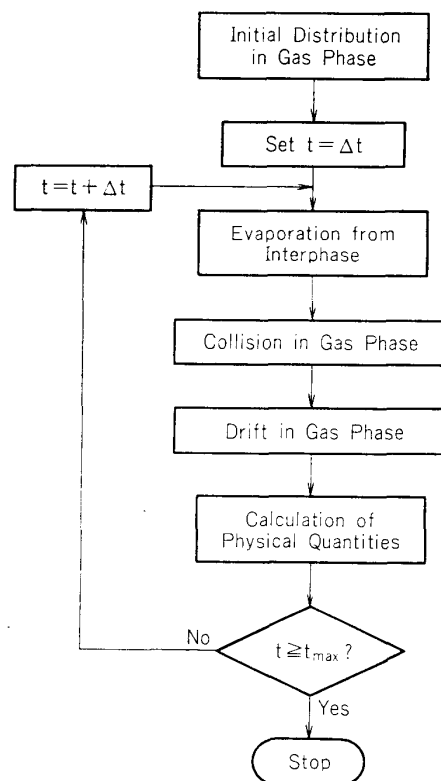 Initial Distribution
in Gas Phase
Set t = Δt
t = t + Δt
Evaporation from
Interphase
Collision in Gas Phase
Drift in Gas Phase
Calculation of
Physical Quantities
No
t ≧ tmax ?
Yes
Stop